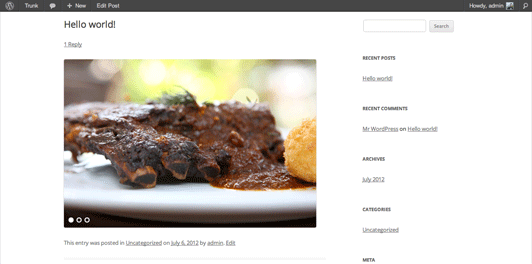 Trunk
New
Edit Post
Howdy, admin
Hello world!
Search
1 Reply
RECENT POSTS
Hello world!
RECENT COMMENTS
Mr WordPress on Hello world!
ARCHIVES
July 2012
CATEGORIES
Uncategorized
This entry was posted in Uncategorized on July 6, 2012 by admin. Edit
META